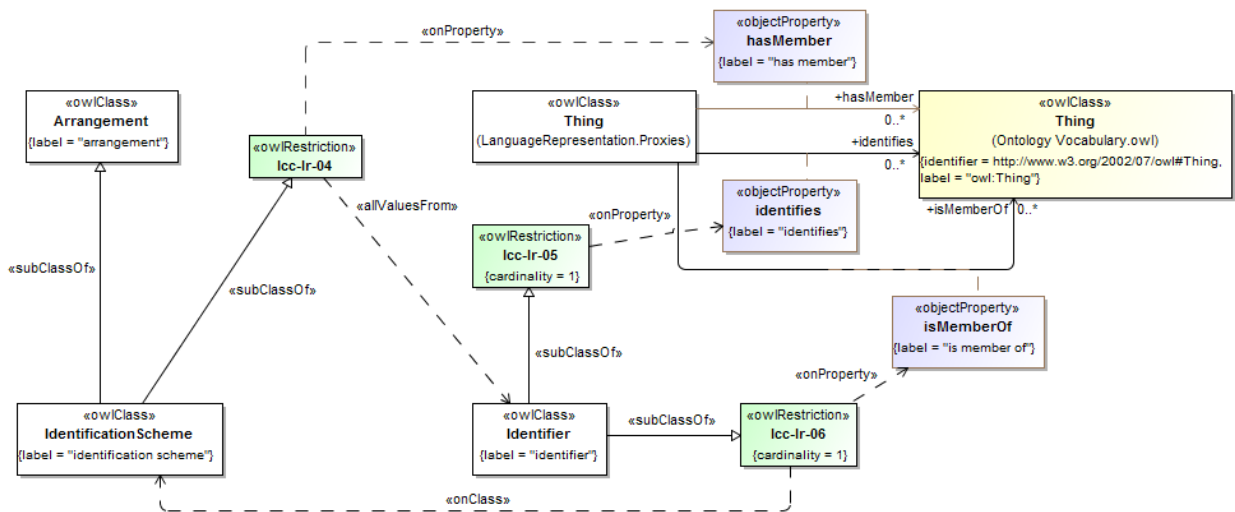 «objectProperty»
hasMember
{label = "has member"}
«onProperty»
«owlClass»
Arrangement
{label = "arrangement"}
«owlClass»
Thing
(LanguageRepresentation.Proxies)
+hasMember
0..*
+identifies
0..*
«owlClass»
Thing
(Ontology Vocabulary.owl)
{identifier = http://www.w3.org/2002/07/owl#Thing,
label = "owl:Thing"}
+isMemberOf 0..*
«owlRestriction»
lcc-lr-04
«allValuesFrom»
«objectProperty»
identifies
{label = "identifies"}
«onProperty»
«owlRestriction»
lcc-lr-05
{cardinality = 1}
«subClassOf»
«subClassOf»
«objectProperty»
isMemberOf
{label = "is member of"}
«subClassOf»
«onProperty»
«owlClass»
IdentificationScheme
{label = "identification scheme"}
«owlClass»
Identifier
{label = "identifier"}
«subClassOf»
«owlRestriction»
lcc-lr-06
{cardinality = 1}
«onClass»